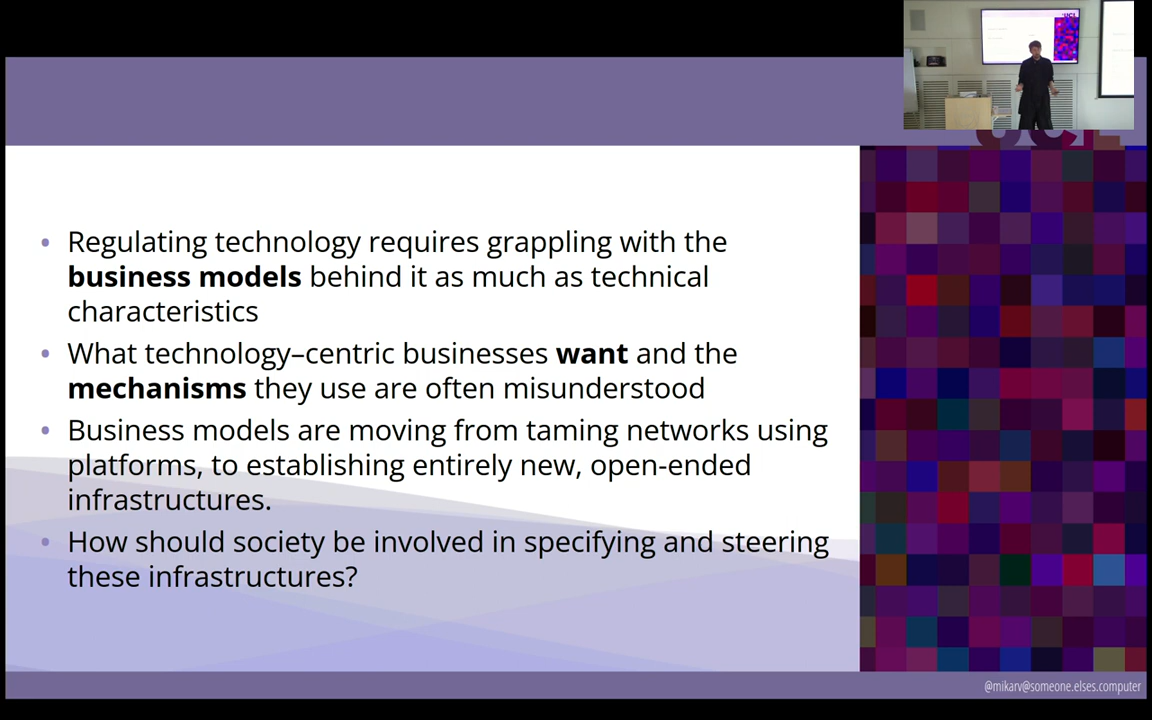 • Regulating technology requires grappling with the
business models behind it as much as technical
characteristics
• What technology–centric businesses want and the
mechanisms they use are often misunderstood
• Business models are moving from taming networks using
platforms, to establishing entirely new, open-ended
infrastructures.
• How should society be involved in specifying and steering
these infrastructures?
@mikarv@someone.elses.computer